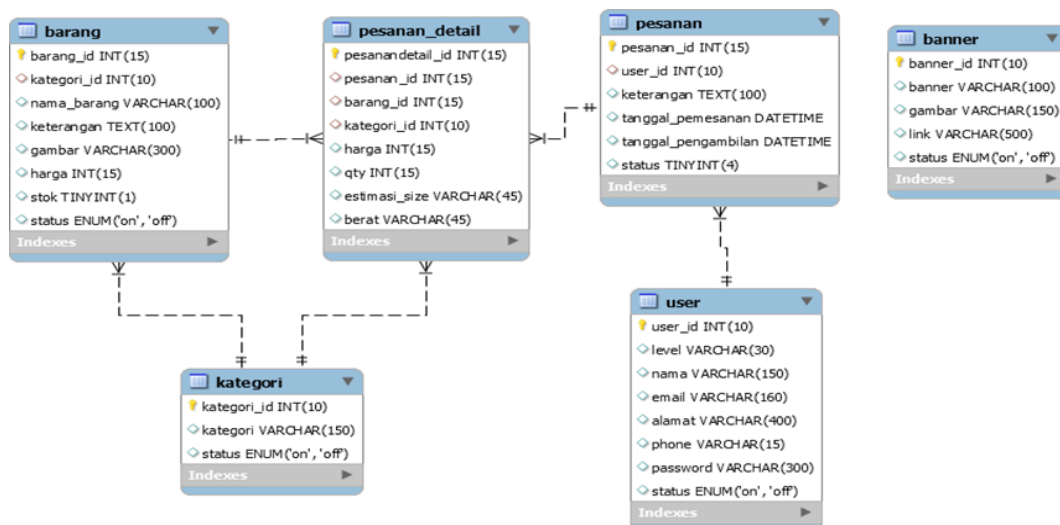 barang
barang_id INT(15)
kategori_id INT(10)
nama_barang VARCHAR(100)
keterangan TEXT(100)
gambar VARCHAR(300)
harga INT(15)
stok TINYINT(1)
status ENUM('on', 'off')
Indexes
pesanan_detail
pesanandetail_id INT(15)
pesanan_id INT(15)
barang_id INT(15)
kategori_id INT(10)
harga INT(15)
qty INT(15)
estimasi_size VARCHAR(45)
berat VARCHAR(45)
Indexes
pesanan
pesanan_id INT(15)
user_id INT(10)
keterangan TEXT(100)
tanggal_pemesanan DATETIME
tanggal_pengambilan DATETIME
status TINYINT(4)
Indexes
banner
banner_id INT(10)
banner VARCHAR(100)
gambar VARCHAR(150)
link VARCHAR(500)
status ENUM('on', 'off')
Indexes
kategori
kategori_id INT(10)
kategori VARCHAR(150)
status ENUM('on', 'off')
Indexes
user
user_id INT(10)
level VARCHAR(30)
nama VARCHAR(150)
email VARCHAR(160)
alamat VARCHAR(400)
phone VARCHAR(15)
password VARCHAR(300)
status ENUM('on', 'off')
Indexes